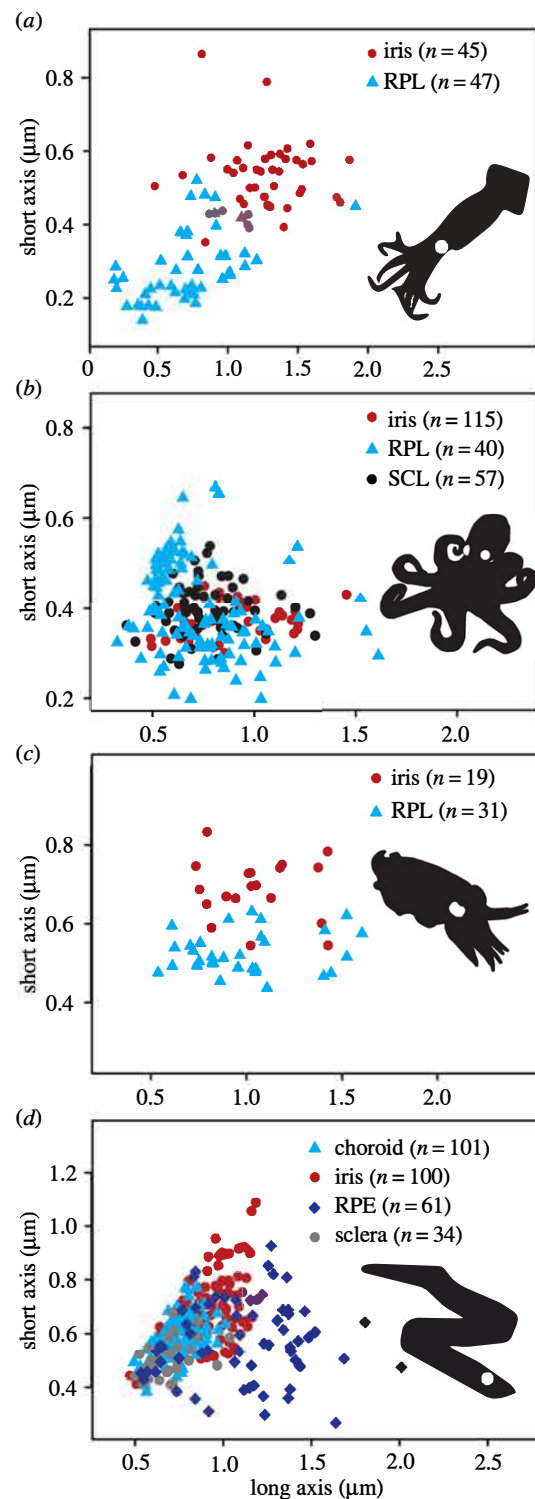 (a)
iris (n = 45)
RPL (n = 47)
short axis (μm)
0.8
0.6
0.4
0.2
0 0.5 1.0 1.5 2.0 2.5
(b)
iris (n = 115)
RPL (n = 40)
SCL (n = 57)
short axis (μm)
0.8
0.6
0.4
0.2
0.5 1.0 1.5 2.0
(c)
iris (n = 19)
RPL (n = 31)
short axis (μm)
0.8
0.6
0.4
0.5 1.0 1.5 2.0
(d)
choroid (n = 101)
iris (n = 100)
RPE (n = 61)
sclera (n = 34)
short axis (μm)
1.2
1.0
0.8
0.6
0.4
0.5 1.0 1.5 2.0 2.5
long axis (μm)